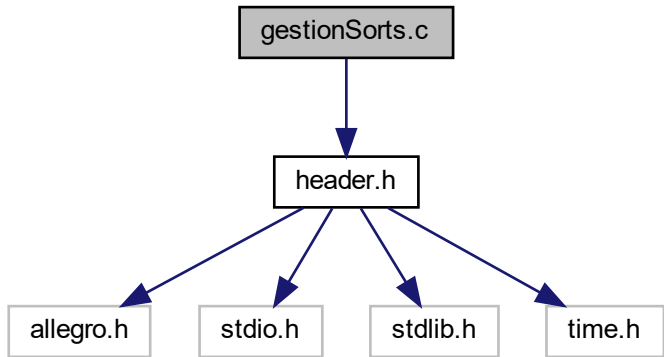 gestionSorts.c
header.h
allegro.h
stdio.h
stdlib.h
time.h